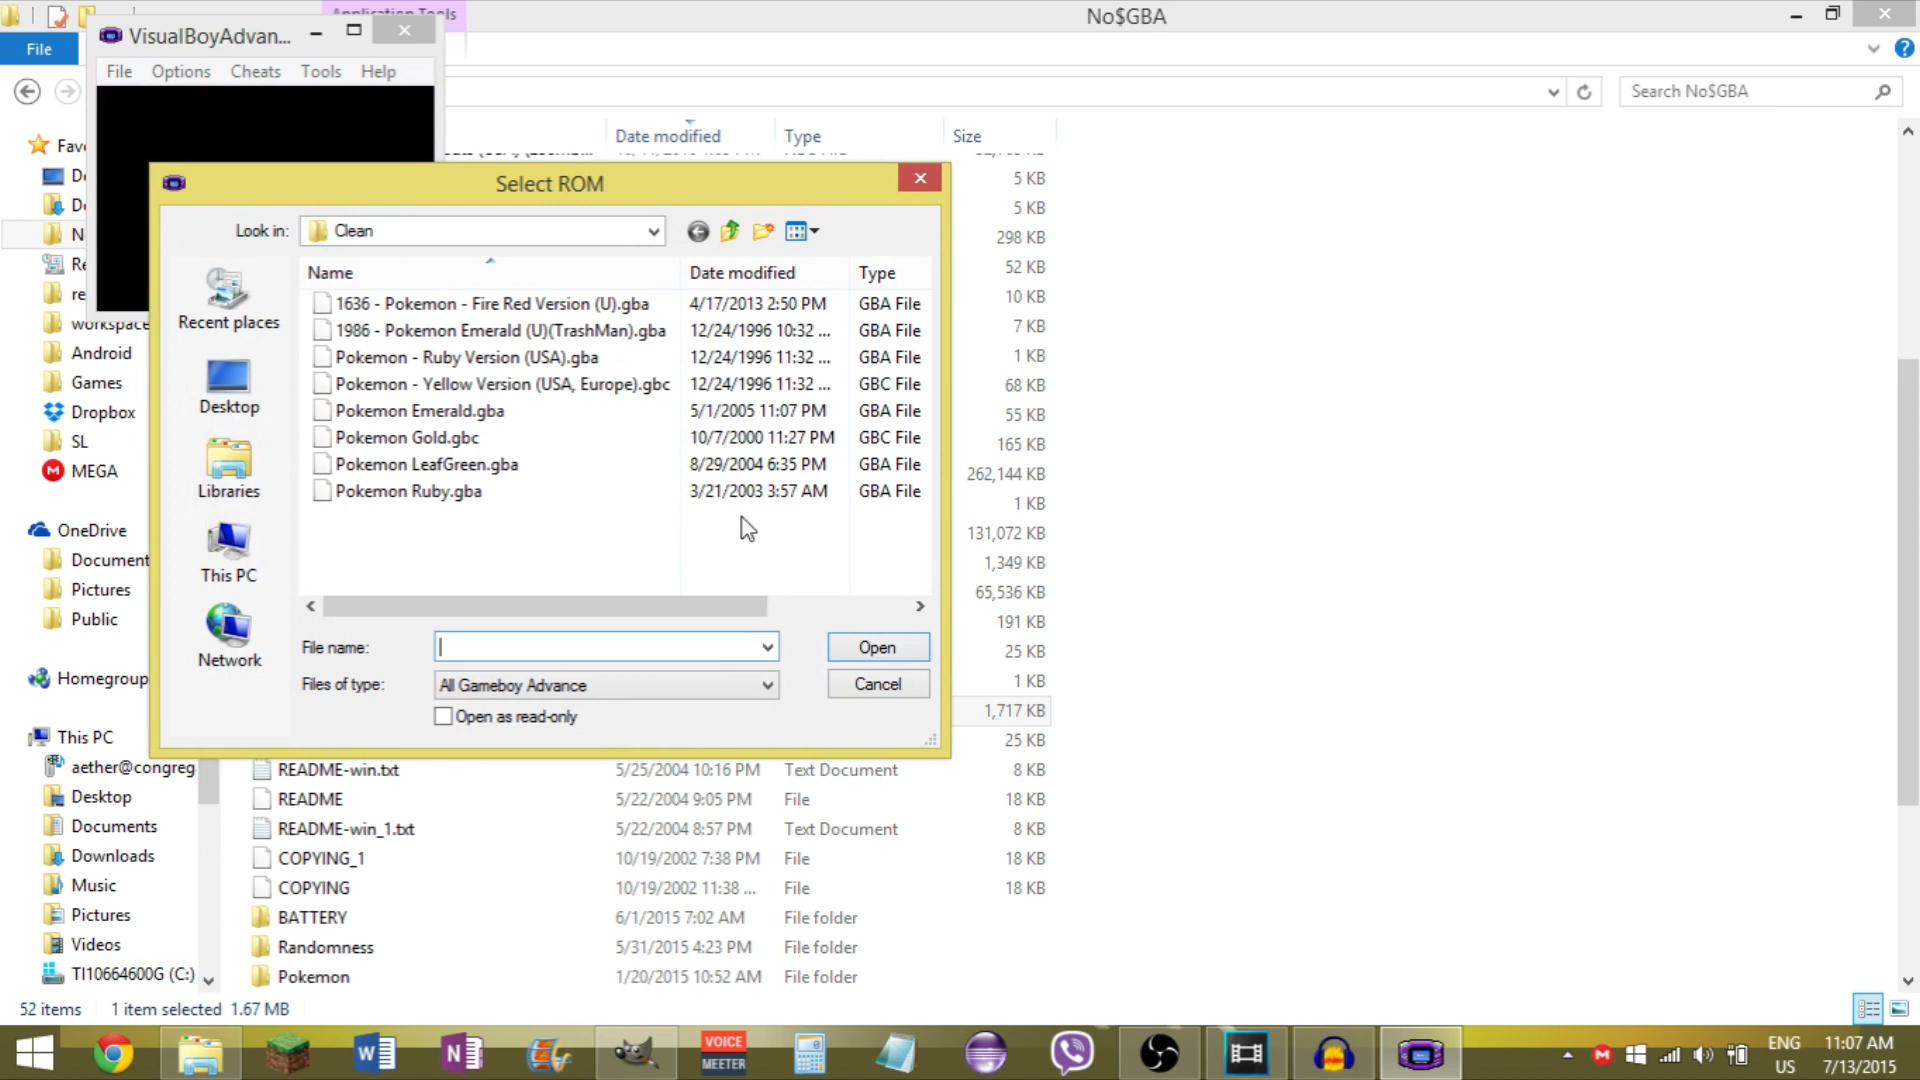 Application Tools
No$GBA
VisualBoyAdvan...
File
File Options Cheats Tools Help
Search No$GBA
Date modified Type Size
Select ROM
Look in: Clean
Name Date modified Type
1636 - Pokemon - Fire Red Version (U).gba 4/17/2013 2:50 PM GBA File
1986 - Pokemon Emerald (U)(TrashMan).gba 12/24/1996 10:32 ... GBA File
Pokemon - Ruby Version (USA).gba 12/24/1996 11:32 ... GBA File
Pokemon - Yellow Version (USA, Europe).gbc 12/24/1996 11:32 ... GBC File
Pokemon Emerald.gba 5/1/2005 11:07 PM GBA File
Pokemon Gold.gbc 10/7/2000 11:27 PM GBC File
Pokemon LeafGreen.gba 8/29/2004 6:35 PM GBA File
Pokemon Ruby.gba 3/21/2003 3:57 AM GBA File
Recent places
Desktop
Libraries
This PC
Network
File name: Open
Files of type: All Gameboy Advance Cancel
Open as read-only
5 KB
5 KB
298 KB
52 KB
10 KB
7 KB
1 KB
68 KB
55 KB
165 KB
262,144 KB
1 KB
131,072 KB
1,349 KB
65,536 KB
191 KB
25 KB
1 KB
1,717 KB
25 KB
Fav
D
D
N
Re
re
workspace
Android
Games
Dropbox
SL
MEGA
OneDrive
Document
Pictures
Public
Homegroup
This PC
aether@congreg
Desktop
Documents
Downloads
Music
Pictures
Videos
TI10664600G (C:)
README-win.txt 5/25/2004 10:16 PM Text Document 8 KB
README 5/22/2004 9:05 PM File 18 KB
README-win_1.txt 5/22/2004 8:57 PM Text Document 8 KB
COPYING_1 10/19/2002 7:38 PM File 18 KB
COPYING 10/19/2002 11:38 ... File 18 KB
BATTERY 6/1/2015 7:02 AM File folder
Randomness 5/31/2015 4:23 PM File folder
Pokemon 1/20/2015 10:52 AM File folder
52 items 1 item selected 1.67 MB
VOICE
MEETER
ENG
US
11:07 AM
7/13/2015